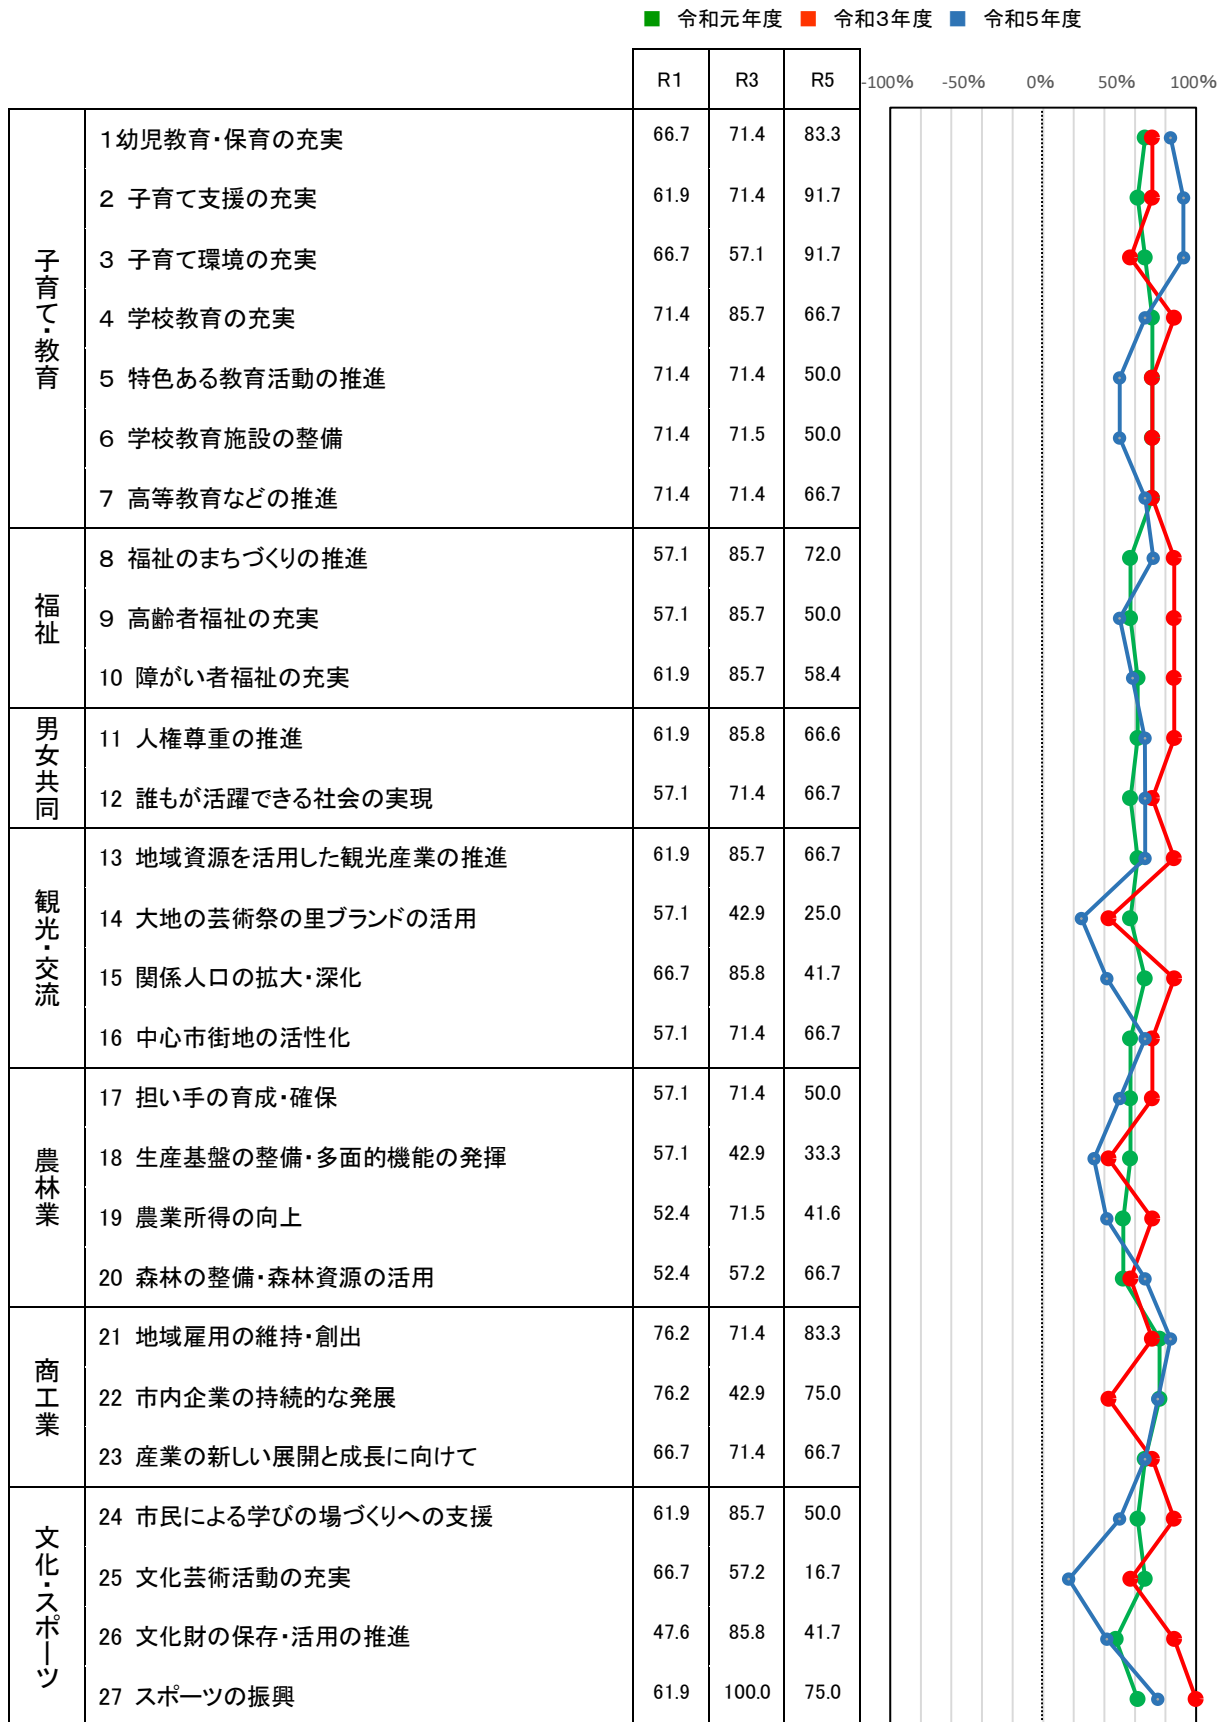 令和元年度 令和3年度 令和5年度
R1 R3 R5 -100% -50% 0% 50% 100%
子育て・教育
1幼児教育・保育の充実 66.7 71.4 83.3
2 子育て支援の充実 61.9 71.4 91.7
3 子育て環境の充実 66.7 57.1 91.7
4 学校教育の充実 71.4 85.7 66.7
5 特色ある教育活動の推進 71.4 71.4 50.0
6 学校教育施設の整備 71.4 71.5 50.0
7 高等教育などの推進 71.4 71.4 66.7
福祉
8 福祉のまちづくりの推進 57.1 85.7 72.0
9 高齢者福祉の充実 57.1 85.7 50.0
10 障がい者福祉の充実 61.9 85.7 58.4
男女共同
11 人権尊重の推進 61.9 85.8 66.6
12 誰もが活躍できる社会の実現 57.1 71.4 66.7
観光・交流
13 地域資源を活用した観光産業の推進 61.9 85.7 66.7
14 大地の芸術祭の里ブランドの活用 57.1 42.9 25.0
15 関係人口の拡大・深化 66.7 85.8 41.7
16 中心市街地の活性化 57.1 71.4 66.7
農林業
17 担い手の育成・確保 57.1 71.4 50.0
18 生産基盤の整備・多面的機能の発揮 57.1 42.9 33.3
19 農業所得の向上 52.4 71.5 41.6
20 森林の整備・森林資源の活用 52.4 57.2 66.7
商工業
21 地域雇用の維持・創出 76.2 71.4 83.3
22 市内企業の持続的な発展 76.2 42.9 75.0
23 産業の新しい展開と成長に向けて 66.7 71.4 66.7
文化・スポーツ
24 市民による学びの場づくりへの支援 61.9 85.7 50.0
25 文化芸術活動の充実 66.7 57.2 16.7
26 文化財の保存・活用の推進 47.6 85.8 41.7
27 スポーツの振興 61.9 100.0 75.0